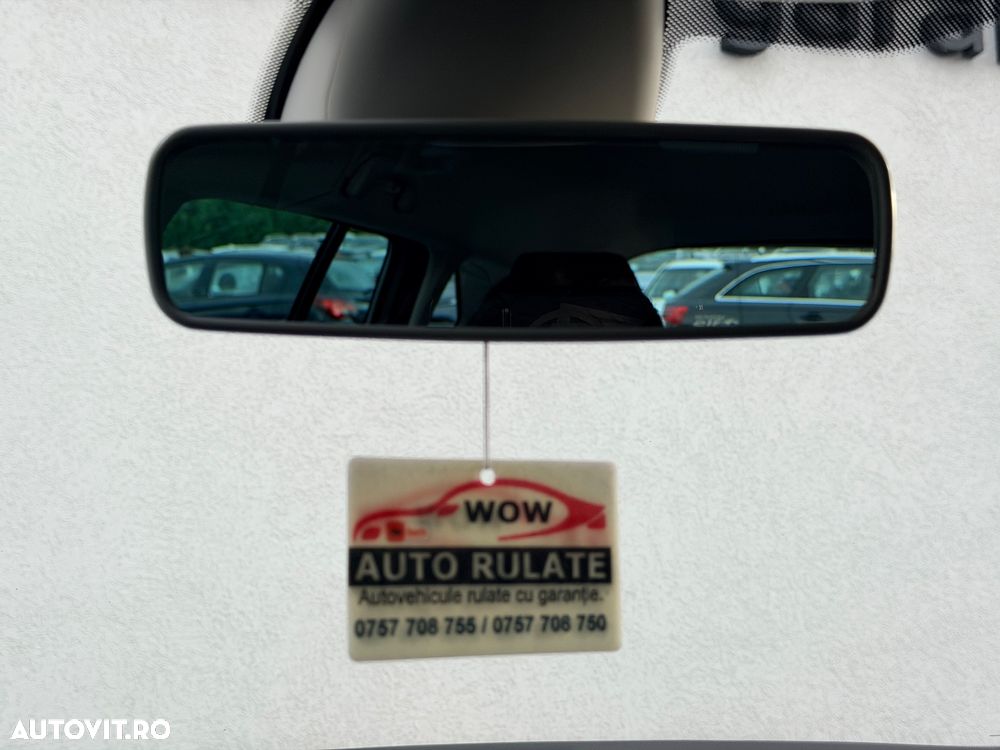 WOW
AUTO RULATE
Autovehicule rulate cu garanție.
0757 708 755 / 0757 708 750
AUTOVIT.RO